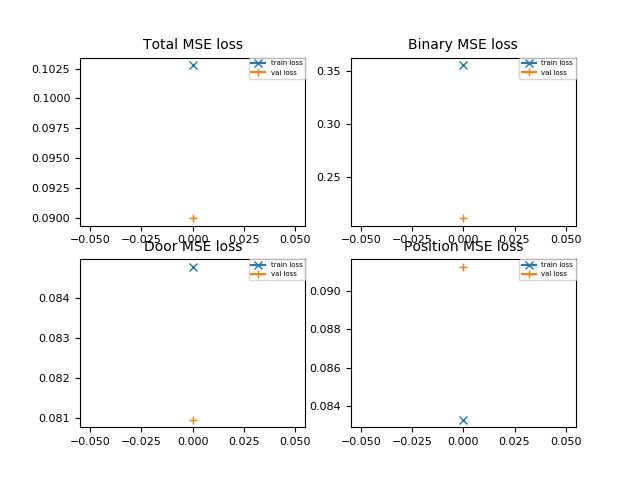 Total MSE loss
0.1025
0.1000
0.0975
0.0950
0.0925
0.0900
−0.050 −0.025 0.000 0.025 0.050
train loss
val loss
Binary MSE loss
0.35
0.30
0.25
−0.050 −0.025 0.000 0.025 0.050
train loss
val loss
Door MSE loss
0.084
0.083
0.082
0.081
−0.050 −0.025 0.000 0.025 0.050
train loss
val loss
Position MSE loss
0.090
0.088
0.086
0.084
−0.050 −0.025 0.000 0.025 0.050
train loss
val loss